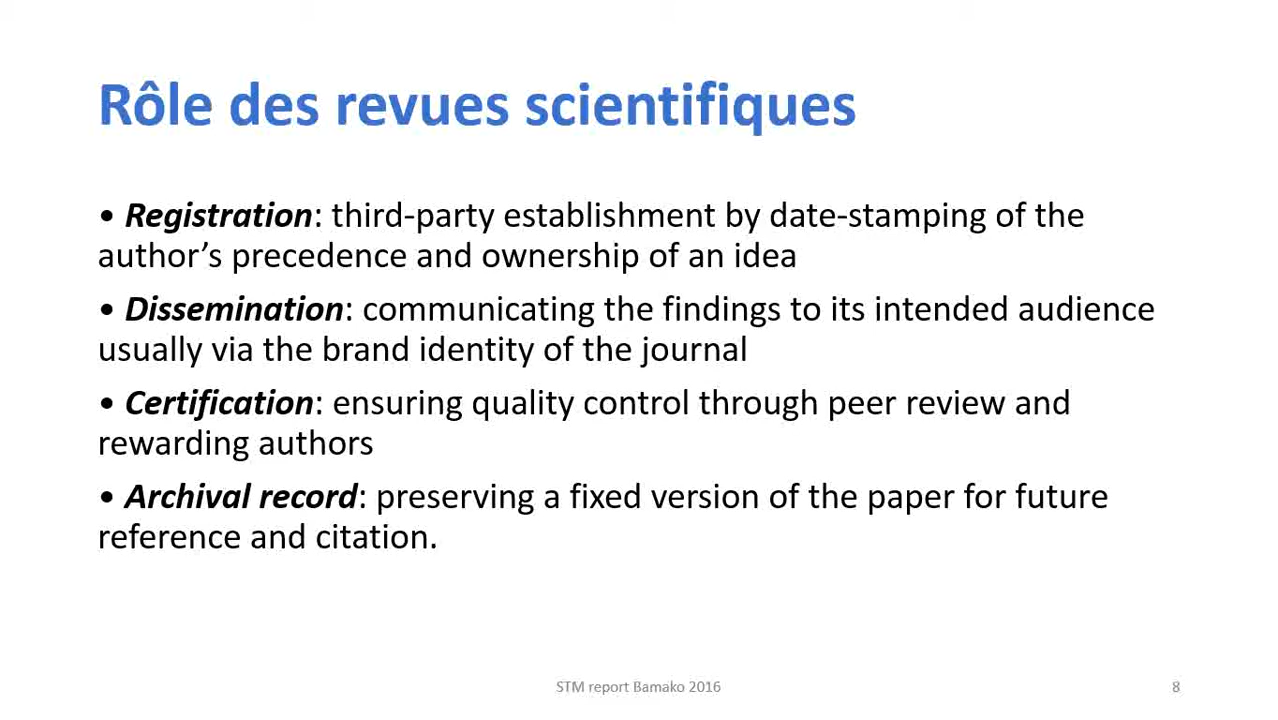 Rôle des revues scientifiques
• Registration: third-party establishment by date-stamping of the
author’s precedence and ownership of an idea
• Dissemination: communicating the findings to its intended audience
usually via the brand identity of the journal
• Certification: ensuring quality control through peer review and
rewarding authors
• Archival record: preserving a fixed version of the paper for future
reference and citation.
STM report Bamako 2016
8